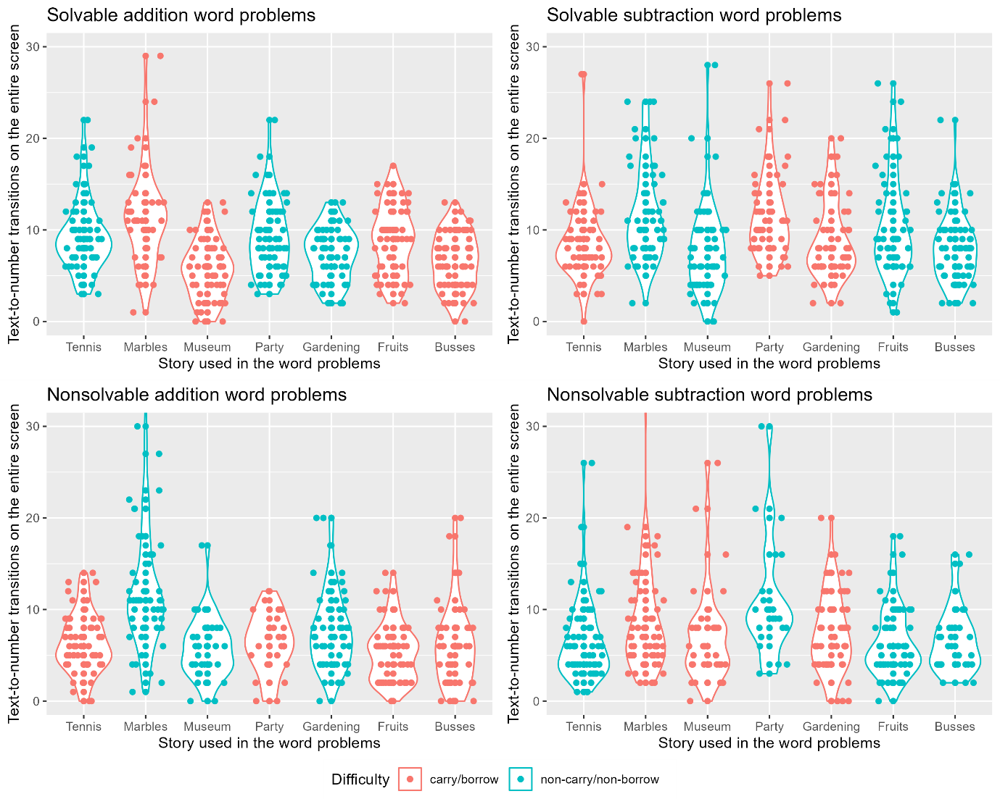 Solvable addition word problems
Text-to-number transitions on the entire screen
30
20
10
0
Tennis Marbles Museum Party Gardening Fruits Busses
Story used in the word problems
Solvable subtraction word problems
Text-to-number transitions on the entire screen
30
20
10
0
Tennis Marbles Museum Party Gardening Fruits Busses
Story used in the word problems
Nonsolvable addition word problems
Text-to-number transitions on the entire screen
30
20
10
0
Tennis Marbles Museum Party Gardening Fruits Busses
Story used in the word problems
Nonsolvable subtraction word problems
Text-to-number transitions on the entire screen
30
20
10
0
Tennis Marbles Museum Party Gardening Fruits Busses
Story used in the word problems
Difficulty carry/borrow non-carry/non-borrow